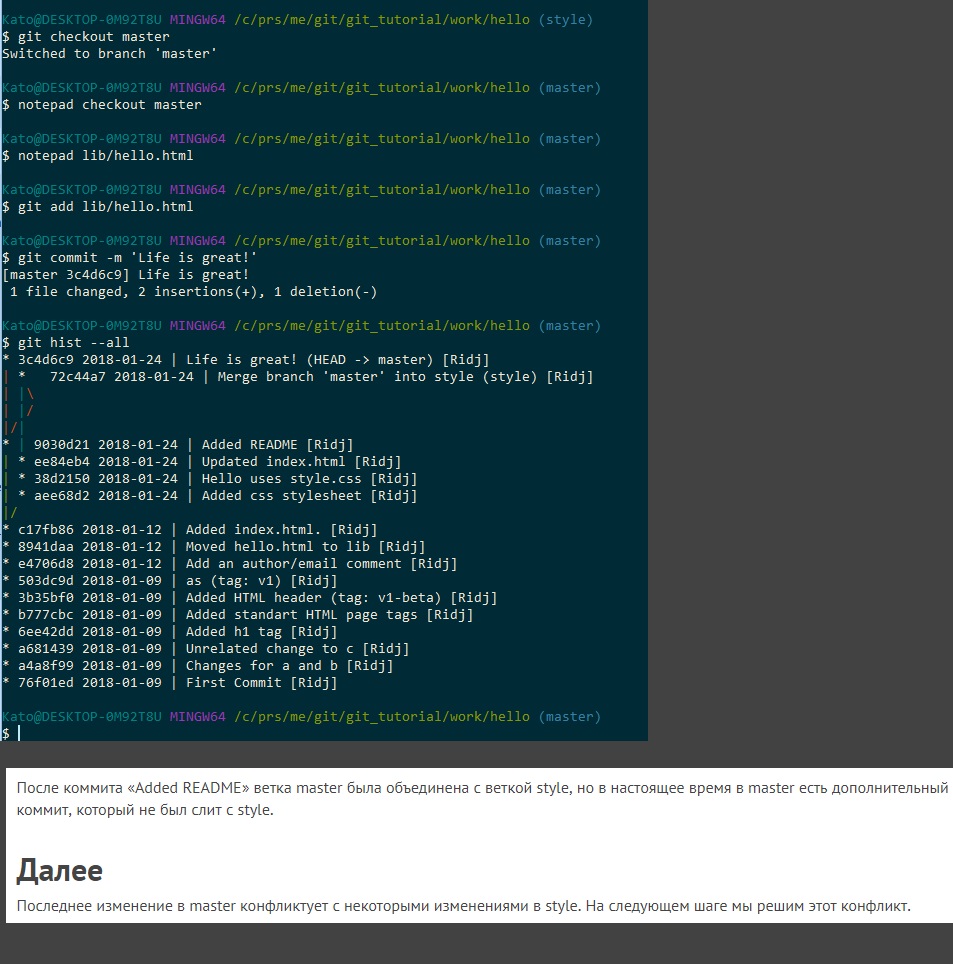 Kato@DESKTOP-0M92T8U MINGW64 /c/prs/me/git/git_tutorial/work/hello (style)
$ git checkout master
Switched to branch 'master'
Kato@DESKTOP-0M92T8U MINGW64 /c/prs/me/git/git_tutorial/work/hello (master)
$ notepad checkout master
Kato@DESKTOP-0M92T8U MINGW64 /c/prs/me/git/git_tutorial/work/hello (master)
$ notepad lib/hello.html
Kato@DESKTOP-0M92T8U MINGW64 /c/prs/me/git/git_tutorial/work/hello (master)
$ git add lib/hello.html
Kato@DESKTOP-0M92T8U MINGW64 /c/prs/me/git/git_tutorial/work/hello (master)
$ git commit -m 'Life is great!'
[master 3c4d6c9] Life is great!
 1 file changed, 2 insertions(+), 1 deletion(-)
Kato@DESKTOP-0M92T8U MINGW64 /c/prs/me/git/git_tutorial/work/hello (master)
$ git hist --all
* 3c4d6c9 2018-01-24 | Life is great! (HEAD -> master) [Ridj]
| *   72c44a7 2018-01-24 | Merge branch 'master' into style (style) [Ridj]
| |\
| |/
|/|
* | 9030d21 2018-01-24 | Added README [Ridj]
| * ee84eb4 2018-01-24 | Updated index.html [Ridj]
| * 38d2150 2018-01-24 | Hello uses style.css [Ridj]
| * aee68d2 2018-01-24 | Added css stylesheet [Ridj]
|/
* c17fb86 2018-01-12 | Added index.html. [Ridj]
* 8941daa 2018-01-12 | Moved hello.html to lib [Ridj]
* e4706d8 2018-01-12 | Add an author/email comment [Ridj]
* 503dc9d 2018-01-09 | as (tag: v1) [Ridj]
* 3b35bf0 2018-01-09 | Added HTML header (tag: v1-beta) [Ridj]
* b777cbc 2018-01-09 | Added standart HTML page tags [Ridj]
* 6ee42dd 2018-01-09 | Added h1 tag [Ridj]
* a681439 2018-01-09 | Unrelated change to c [Ridj]
* a4a8f99 2018-01-09 | Changes for a and b [Ridj]
* 76f01ed 2018-01-09 | First Commit [Ridj]
Kato@DESKTOP-0M92T8U MINGW64 /c/prs/me/git/git_tutorial/work/hello (master)
$
После коммита «Added README» ветка master была объединена с веткой style, но в настоящее время в master есть дополнительный
коммит, который не был слит с style.
Далее
Последнее изменение в master конфликтует с некоторыми изменениями в style. На следующем шаге мы решим этот конфликт.